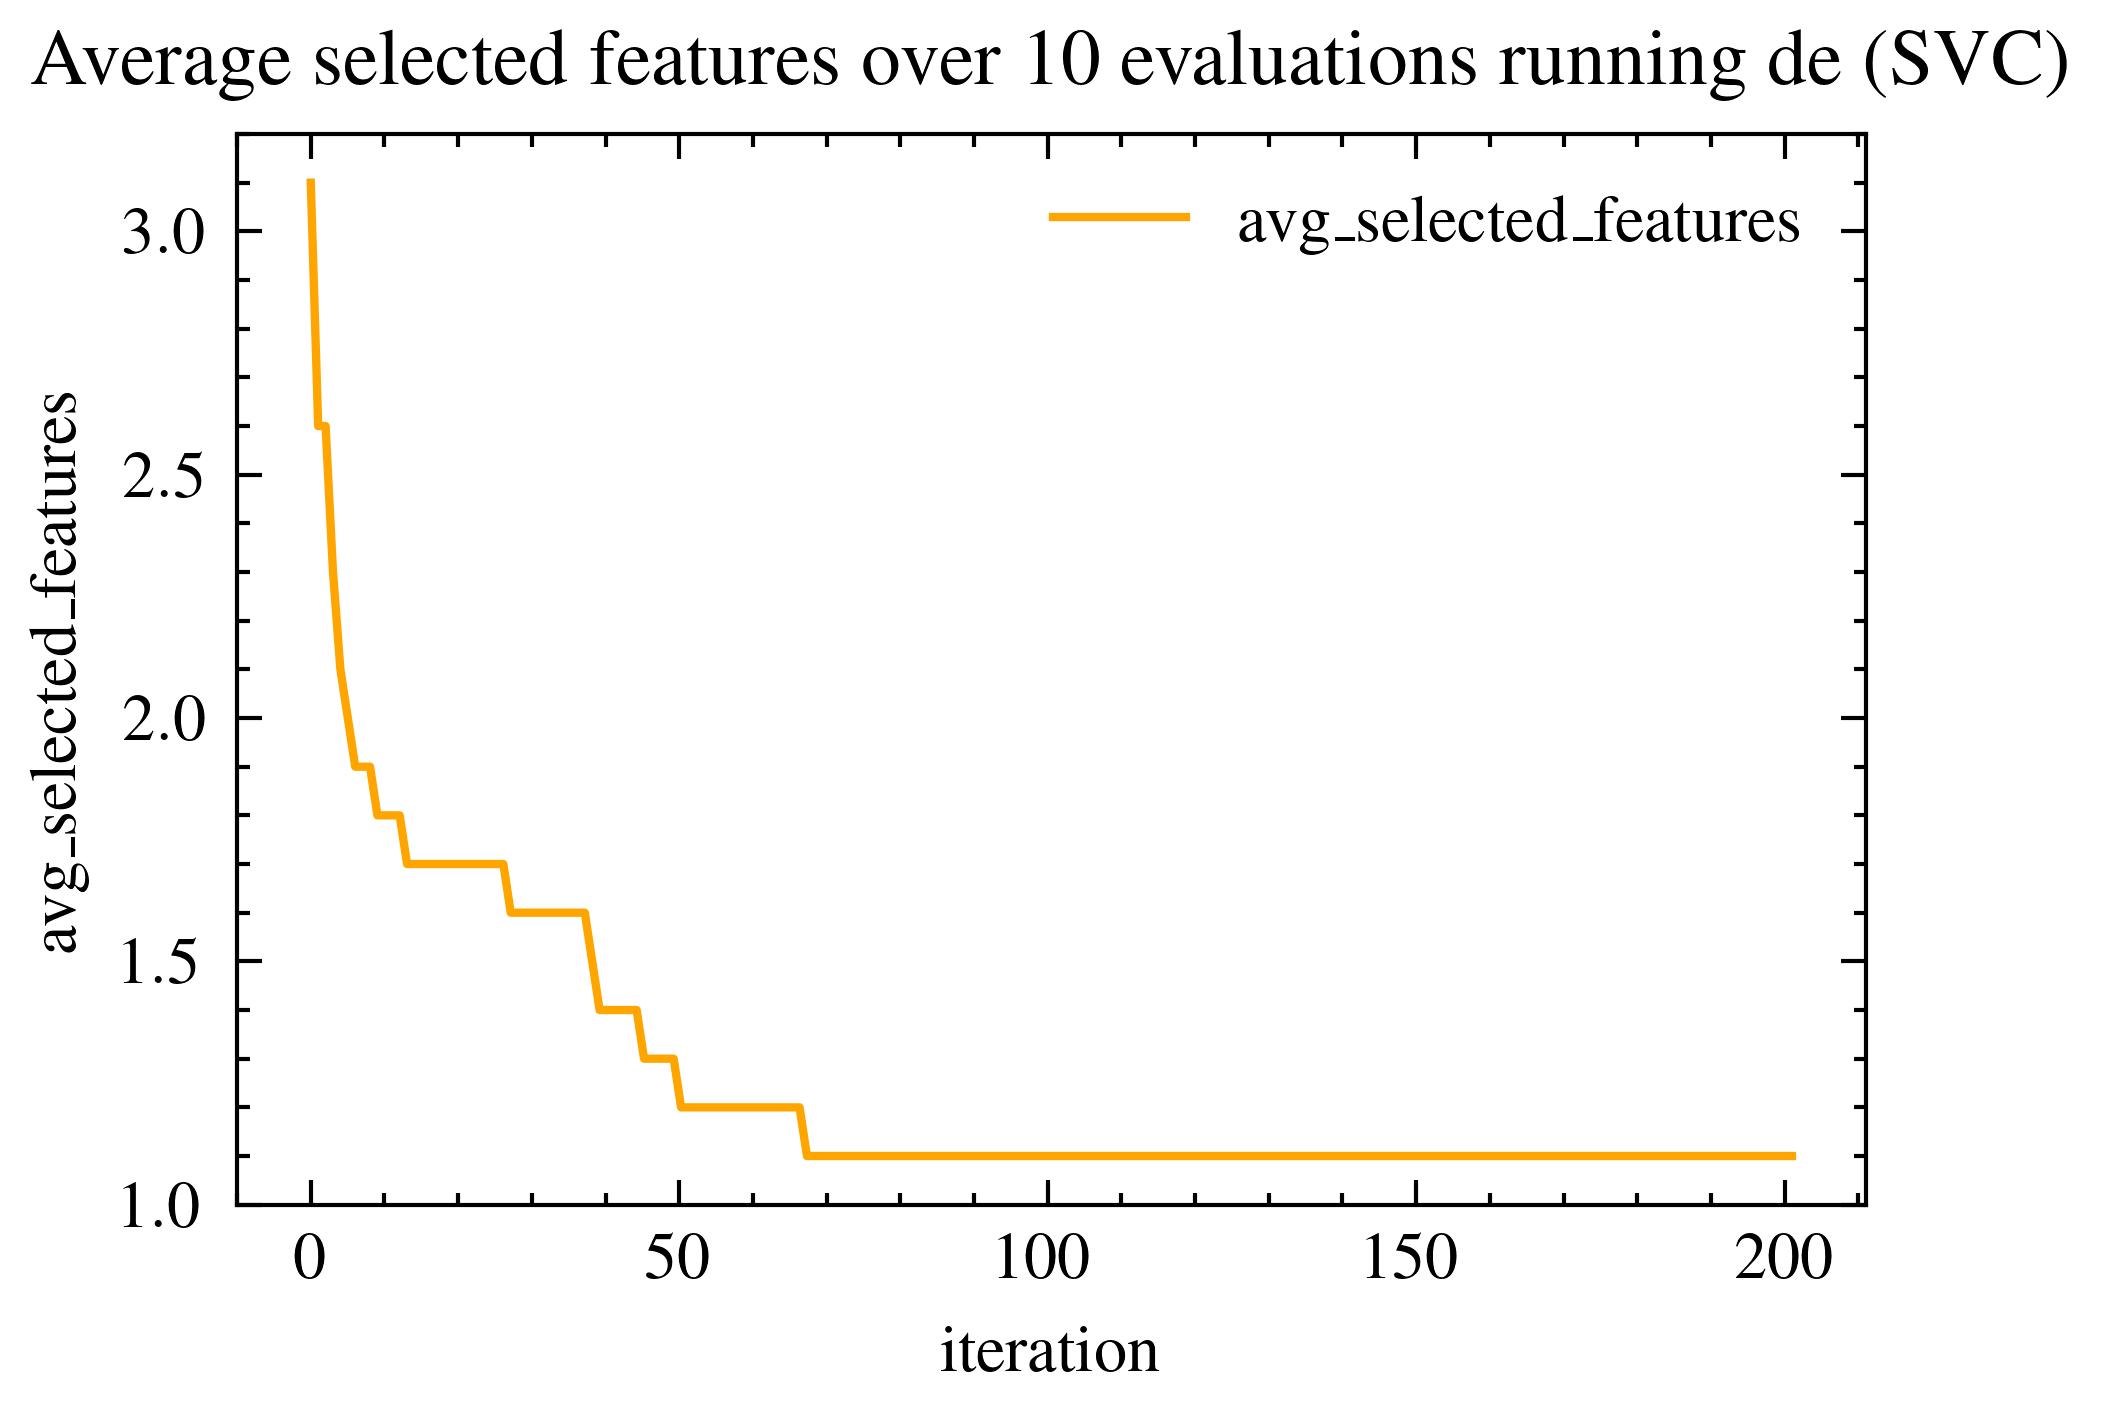 Average selected features over 10 evaluations running de (SVC)
avg_selected_features
3.0
2.5
2.0
1.5
1.0
avg_selected_features
0 50 100 150 200
iteration